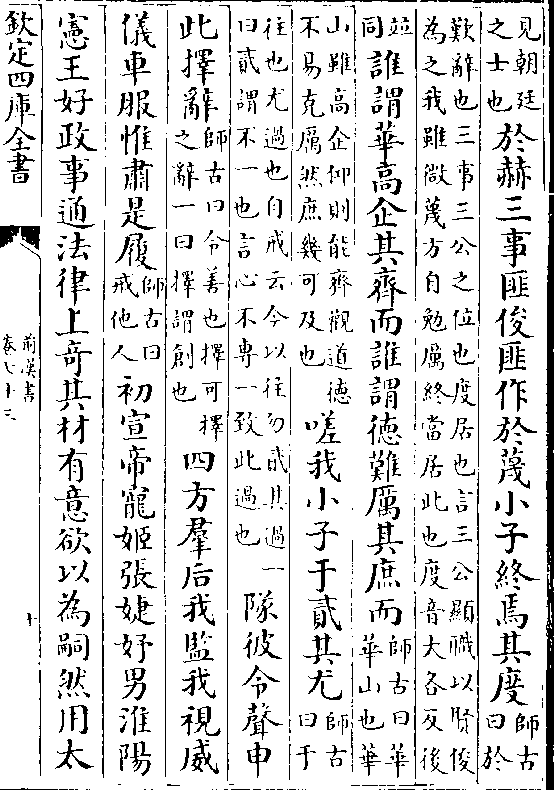 見朝廷之士也於赫三事匪俊匪作於蔑小子終焉其度師古曰於
歎辭也三事三公之位也度居也言三公顯職以賢俊為之我雖微蔑方自勉厲終當居此也度音大各反後
並同誰謂華高企其齊而誰謂德難厲其庶而師古曰華華山也華
山雖高企仰則能齊觀道德不易克厲然庶幾可及也嗟我小子于貳其尤師古曰于
往也尤過也自戒云今以往勿貳其過一曰貳謂不一也言心不專一致此過也隊彼令聲申
此擇辭師古曰令善也擇可擇之辭一曰擇謂創也四方羣后我監我視威
儀車服惟肅是履師古曰戒他人初宣帝寵姬張婕妤男淮陽
憲王好政事通法律上奇其材有意欲以為嗣然用太
欽定四庫全書
前漢書
卷七十三
十